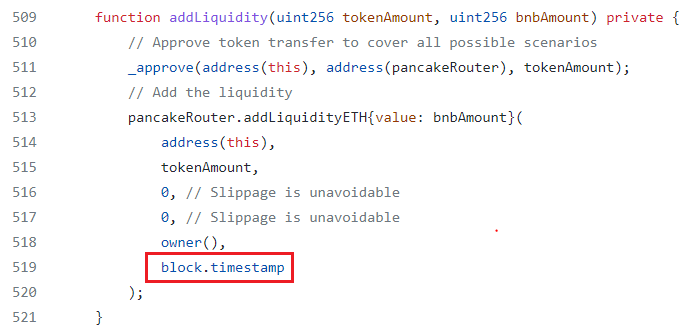 509 function addLiquidity(uint256 tokenAmount, uint256 bnbAmount) private {
510 // Approve token transfer to cover all possible scenarios
511 _approve(address(this), address(pancakeRouter), tokenAmount);
512 // Add the liquidity
513 pancakeRouter.addLiquidityETH{value: bnbAmount}(
514 address(this),
515 tokenAmount,
516 0, // Slippage is unavoidable
517 0, // Slippage is unavoidable
518 owner(),
519 block.timestamp
520 );
521 }